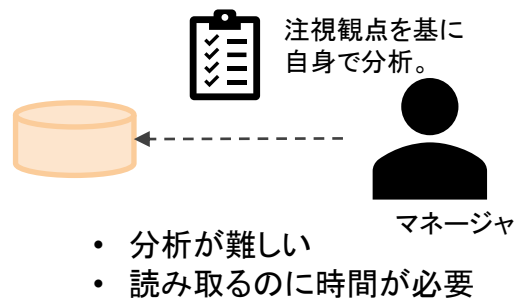 注視観点を基に
自身で分析。
マネージャ
• 分析が難しい
• 読み取るのに時間が必要